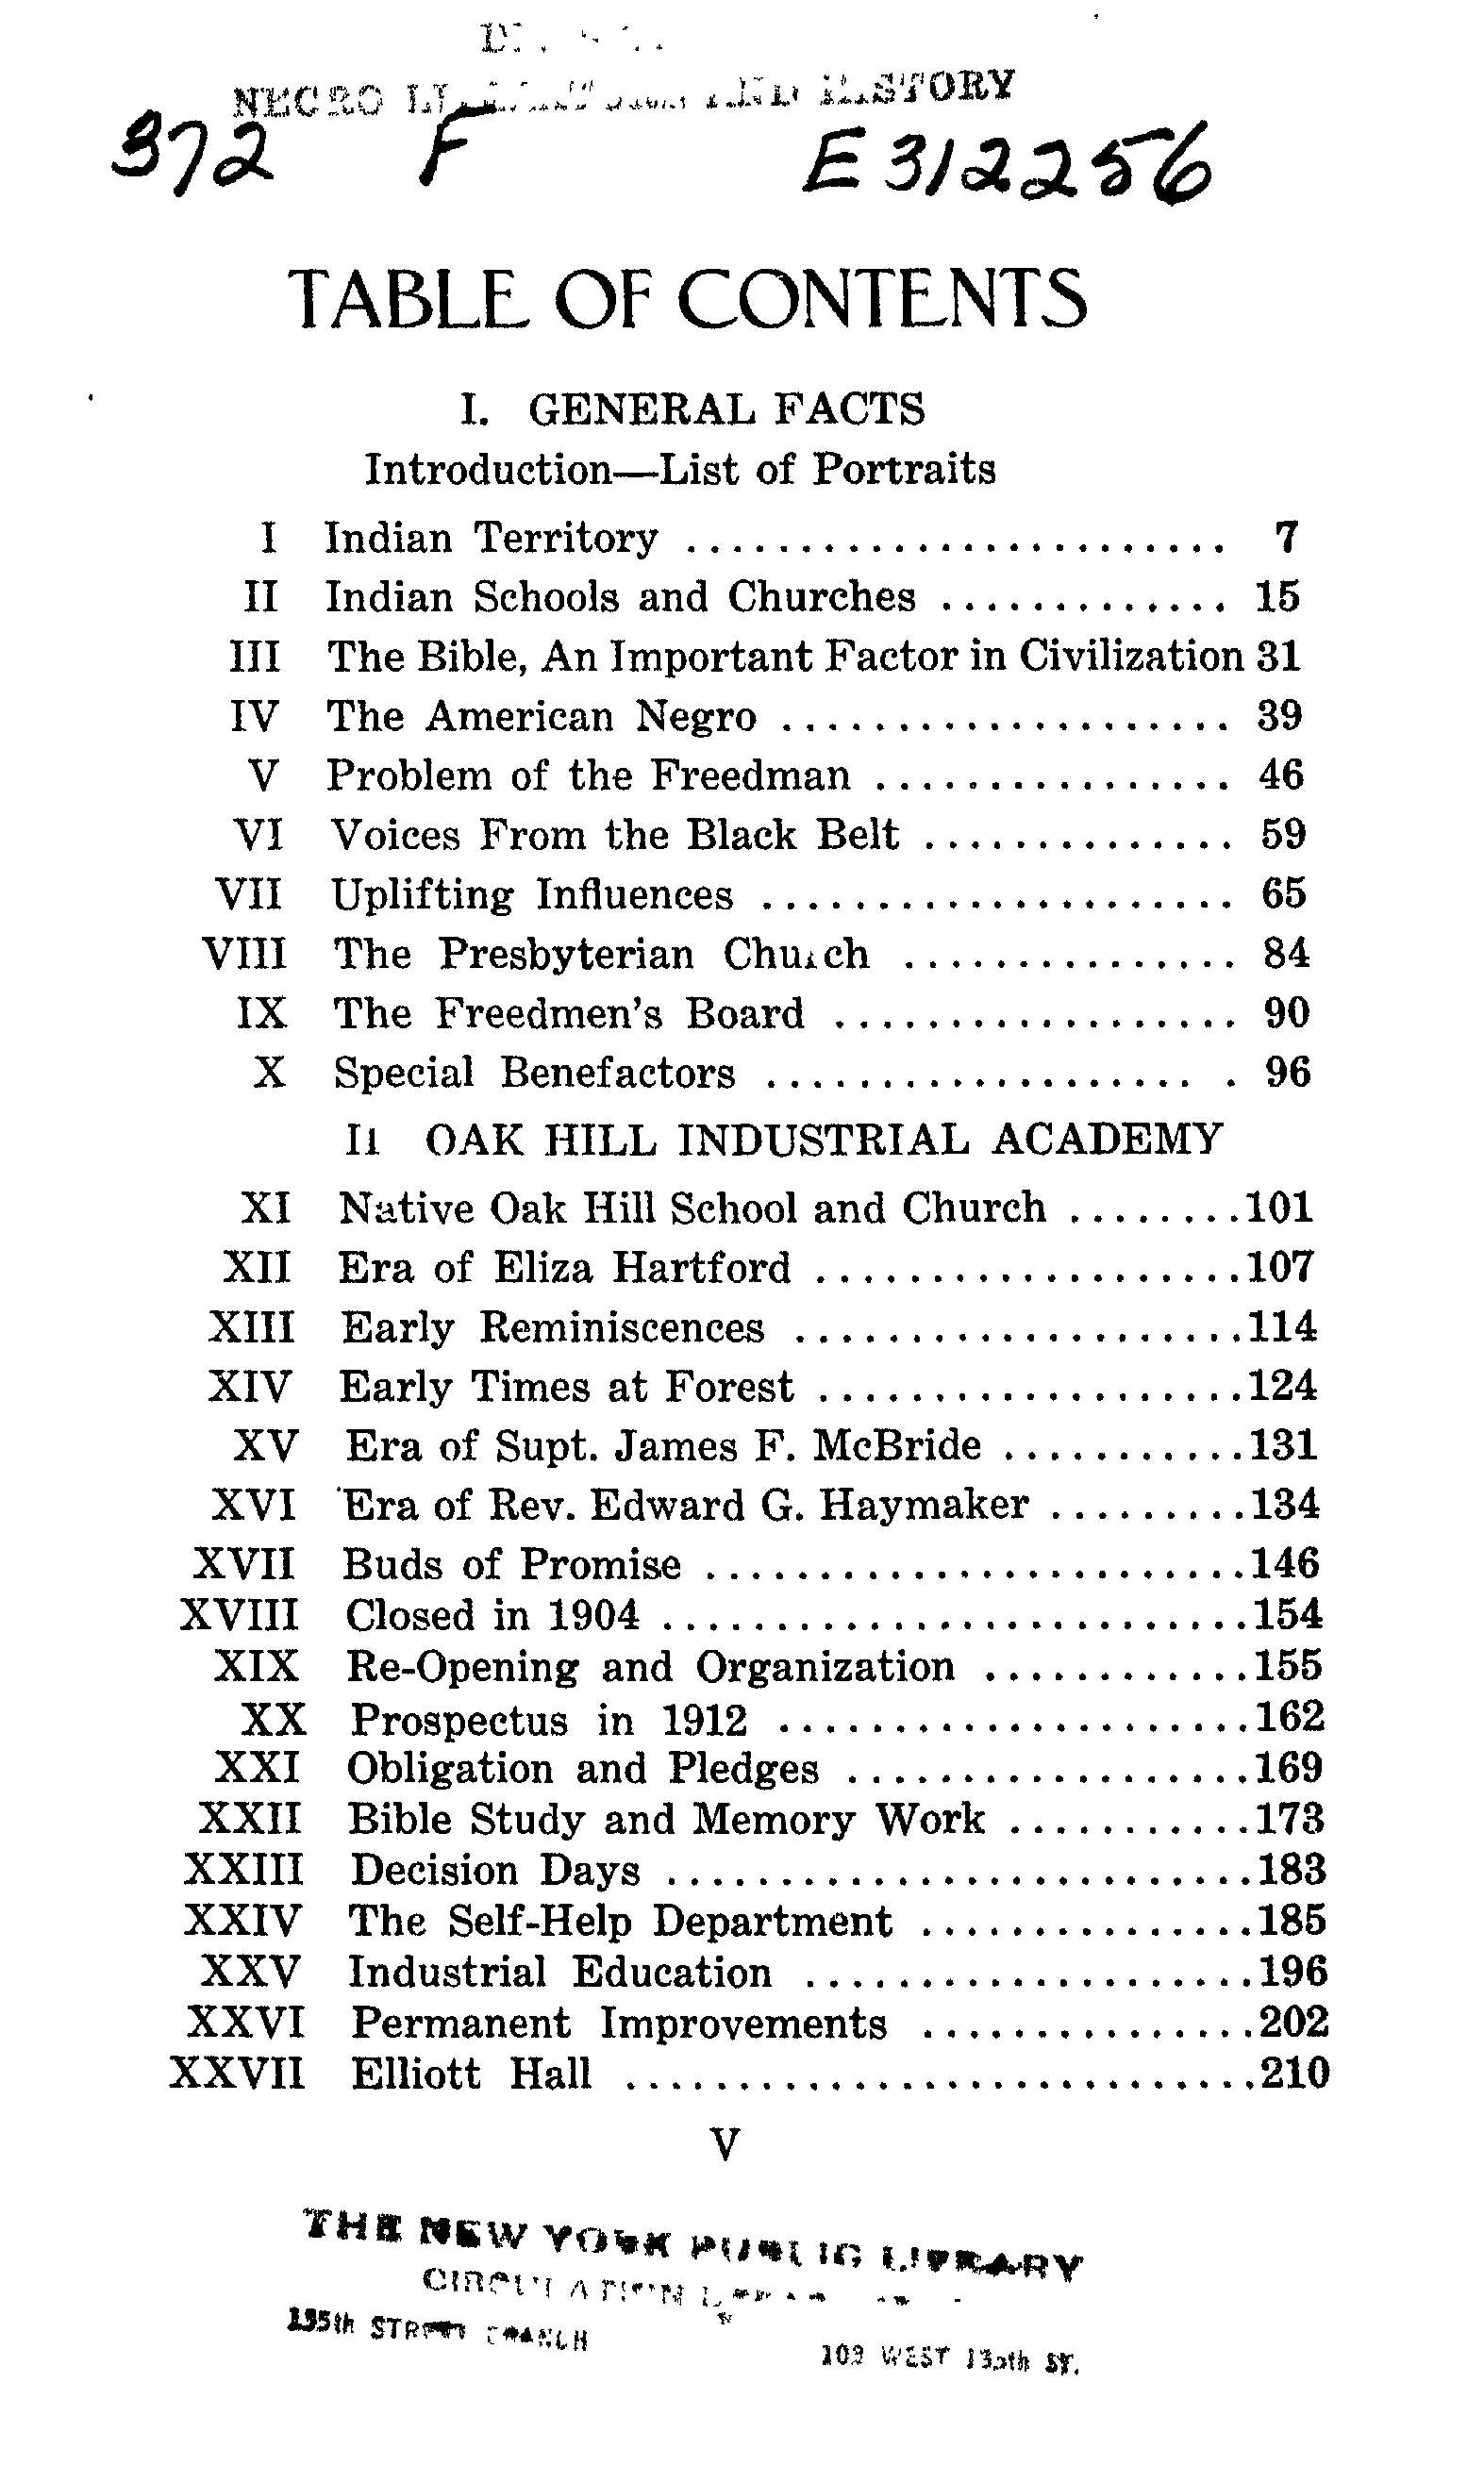 NEGRO AND HISTORY
372 F E312256
TABLE OF CONTENTS
I. GENERAL FACTS
Introduction—List of Portraits
I Indian Territory ........................ 7
II Indian Schools and Churches ............. 15
III The Bible, An Important Factor in Civilization 31
IV The American Negro .................... 39
V Problem of the Freedman ................ 46
VI Voices From the Black Belt .............. 59
VII Uplifting Influences ..................... 65
VIII The Presbyterian Church ............... 84
IX The Freedmen's Board .................. 90
X Special Benefactors ................... . 96
II OAK HILL INDUSTRIAL ACADEMY
XI Native Oak Hill School and Church ........101
XII Era of Eliza Hartford ...................107
XIII Early Reminiscences ....................114
XIV Early Times at Forest ...................124
XV Era of Supt. James F. McBride ...........131
XVI Era of Rev. Edward G. Haymaker .........134
XVII Buds of Promise ........................146
XVIII Closed in 1904 ..........................154
XIX Re-Opening and Organization ............155
XX Prospectus in 1912 .....................162
XXI Obligation and Pledges ..................169
XXII Bible Study and Memory Work ...........173
XXIII Decision Days ..........................183
XXIV The Self-Help Department ...............185
XXV Industrial Education ....................196
XXVI Permanent Improvements ...............202
XXVII Elliott Hall ............................210
V
THE NEW YORK PUBLIC LIBRARY
CIRCULATION
135th STREET BRANCH
103 WEST 135th ST.